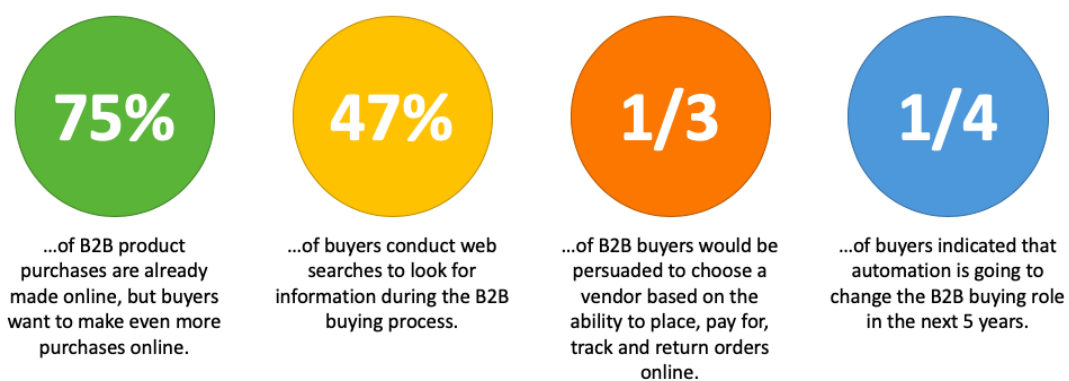 75%
...of B2B product
purchases are already
made online, but buyers
want to make even more
purchases online.
47%
...of buyers conduct web
searches to look for
information during the B2B
buying process.
1/3
...of B2B buyers would be
persuaded to choose a
vendor based on the
ability to place, pay for,
track and return orders
online.
1/4
...of buyers indicated that
automation is going to
change the B2B buying role
in the next 5 years.